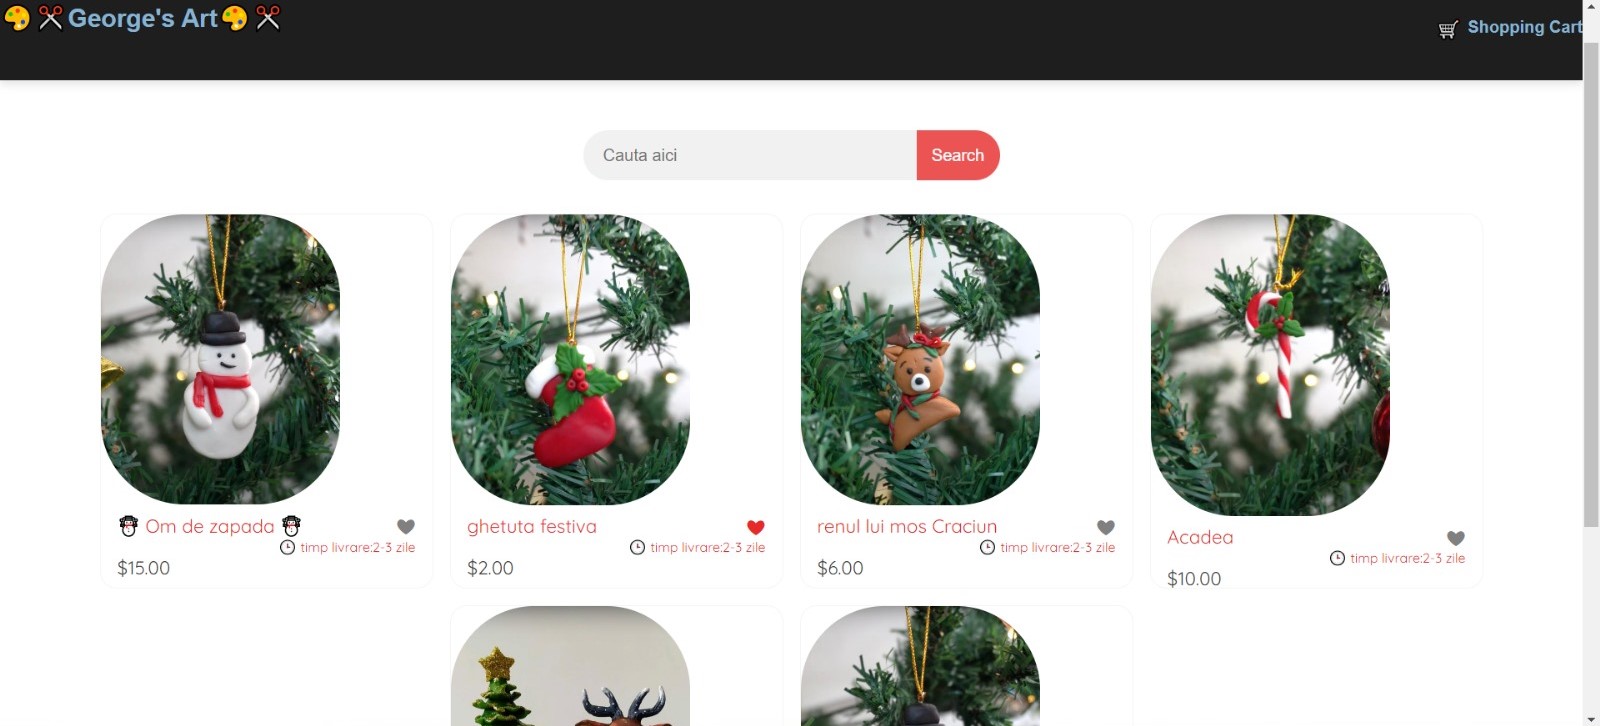 🎨✂George's Art🎨✂
🛒 Shopping Cart
Cauta aici
Search
☃ Om de zapada ☃
timp livrare:2-3 zile
$15.00
ghetuta festiva
timp livrare:2-3 zile
$2.00
renul lui mos Craciun
timp livrare:2-3 zile
$6.00
Acadea
timp livrare:2-3 zile
$10.00